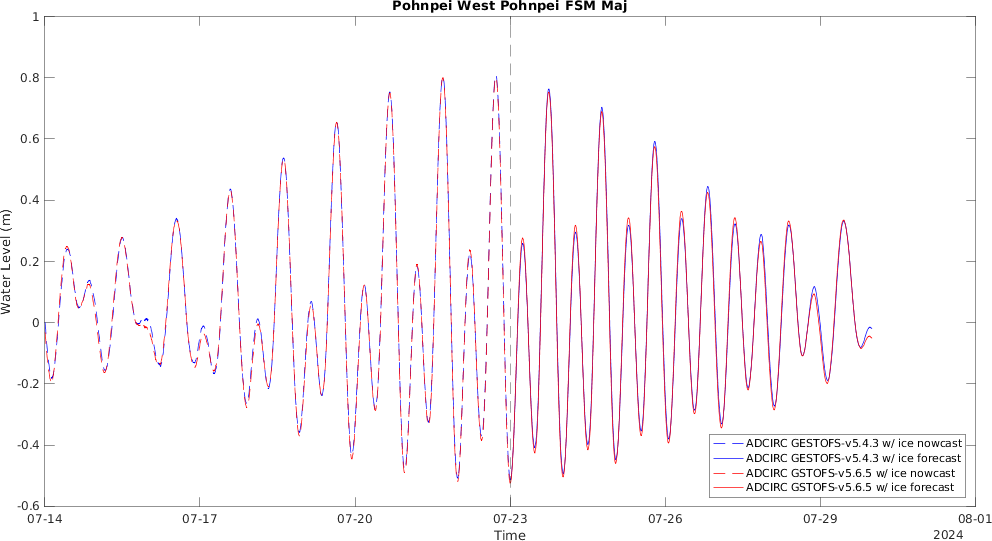 Pohnpei West Pohnpei FSM Maj
1
0.8
0.6
0.4
0.2
0
-0.2
-0.4
-0.6
Water Level (m)
07-14
07-17
07-20
07-23
07-26
07-29
08-01
Time
2024
ADCIRC GESTOFS-v5.4.3 w/ ice nowcast
ADCIRC GESTOFS-v5.4.3 w/ ice forecast
ADCIRC GSTOFS-v5.6.5 w/ ice nowcast
ADCIRC GSTOFS-v5.6.5 w/ ice forecast